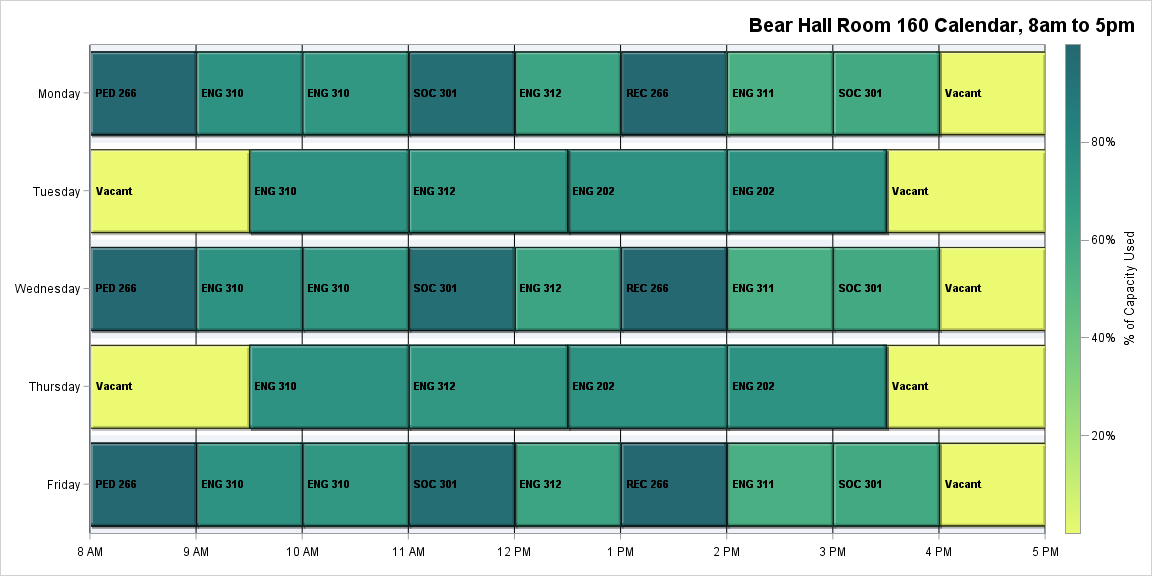 Bear Hall Room 160 Calendar, 8am to 5pm
Monday PED 266 ENG 310 ENG 310 SOC 301 ENG 312 REC 266 ENG 311 SOC 301 Vacant
Tuesday Vacant ENG 310 ENG 312 ENG 202 ENG 202 Vacant
Wednesday PED 266 ENG 310 ENG 310 SOC 301 ENG 312 REC 266 ENG 311 SOC 301 Vacant
Thursday Vacant ENG 310 ENG 312 ENG 202 ENG 202 Vacant
Friday PED 266 ENG 310 ENG 310 SOC 301 ENG 312 REC 266 ENG 311 SOC 301 Vacant
8 AM 9 AM 10 AM 11 AM 12 PM 1 PM 2 PM 3 PM 4 PM 5 PM
80%
60%
40%
20%
% of Capacity Used